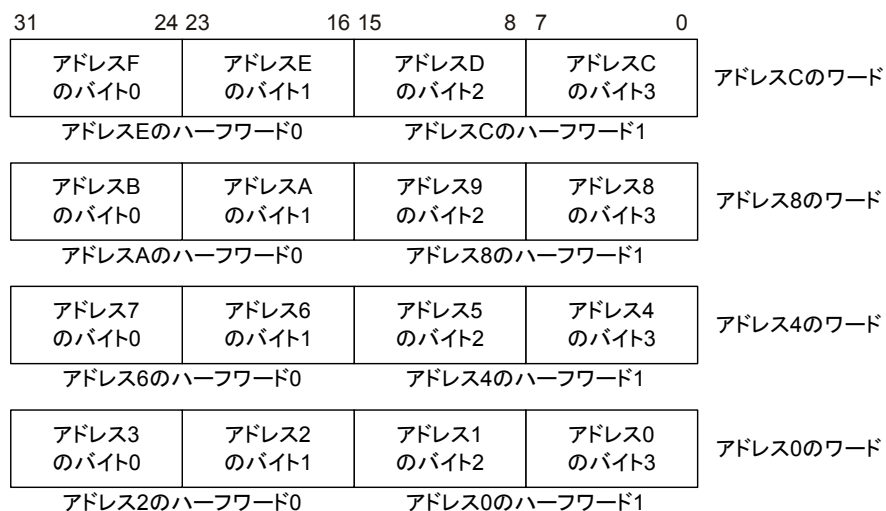 31 24 23 16 15 8 7 0
アドレスF のバイト0 アドレスE のバイト1 アドレスD のバイト2 アドレスC のバイト3 アドレスCのワード
アドレスEのハーフワード0 アドレスCのハーフワード1
アドレスB のバイト0 アドレスA のバイト1 アドレス9 のバイト2 アドレス8 のバイト3 アドレス8のワード
アドレスAのハーフワード0 アドレス8のハーフワード1
アドレス7 のバイト0 アドレス6 のバイト1 アドレス5 のバイト2 アドレス4 のバイト3 アドレス4のワード
アドレス6のハーフワード0 アドレス4のハーフワード1
アドレス3 のバイト0 アドレス2 のバイト1 アドレス1 のバイト2 アドレス0 のバイト3 アドレス0のワード
アドレス2のハーフワード0 アドレス0のハーフワード1